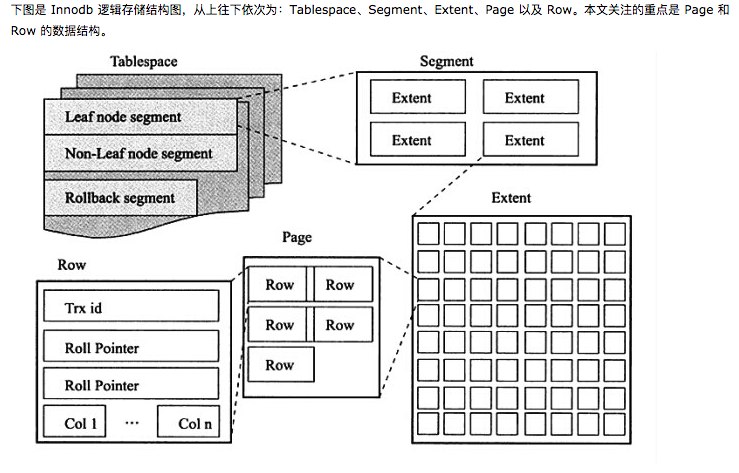 下图是 Innodb 逻辑存储结构图，从上往下依次为：Tablespace、Segment、Extent、Page 以及 Row。本文关注的重点是 Page 和
Row 的数据结构。
Tablespace
Segment
Leaf node segment
Non-Leaf node segment
Rollback segment
Extent Extent
Extent Extent
Extent
Page
Row Row
Row Row
Row
Row
Trx id
Roll Pointer
Roll Pointer
Col 1 ··· Col n